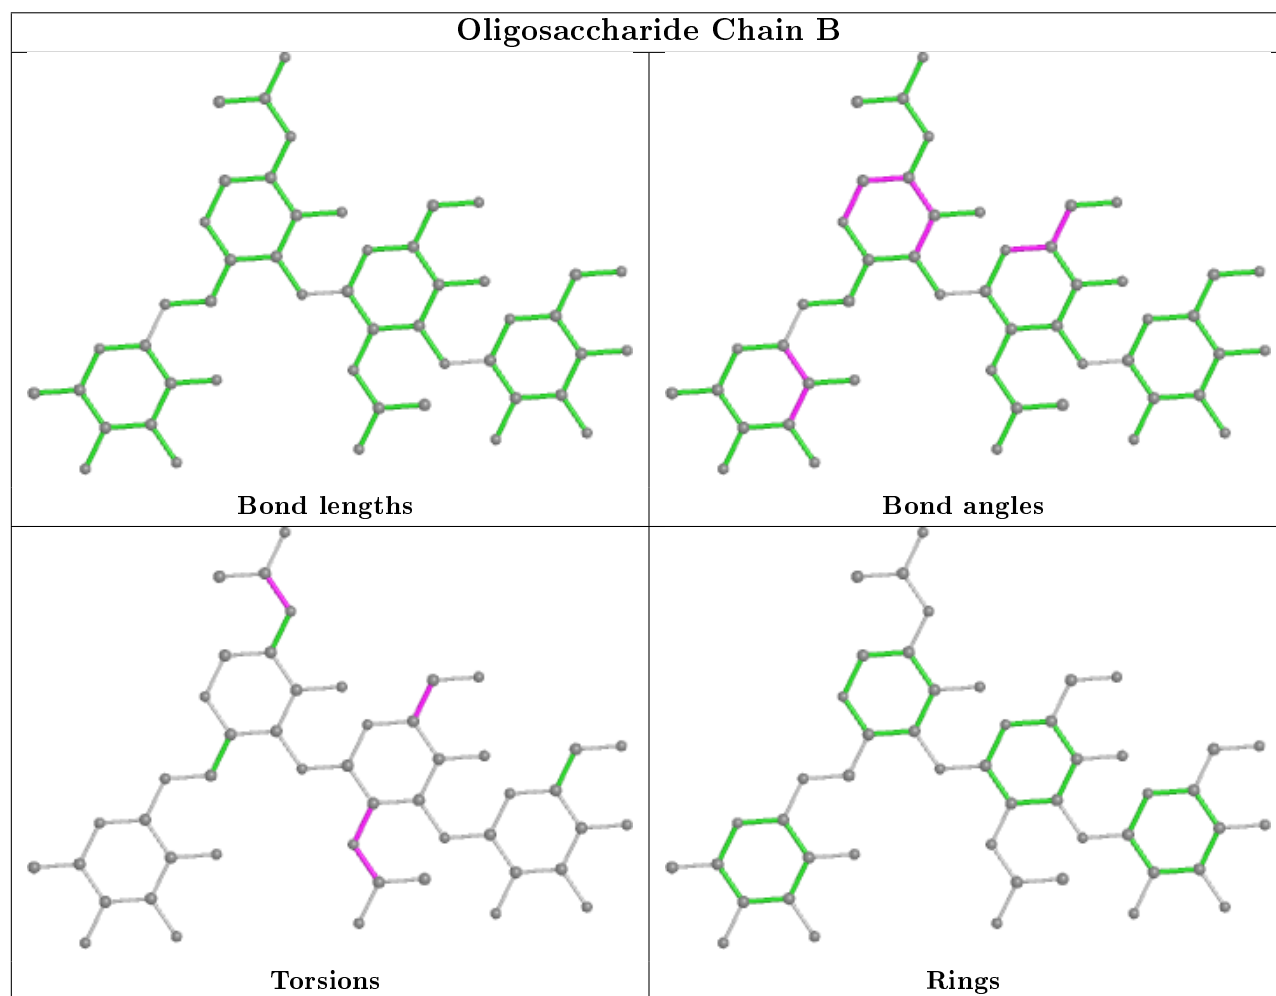 Oligosaccharide Chain B
Bond lengths
Bond angles
Torsions
Rings